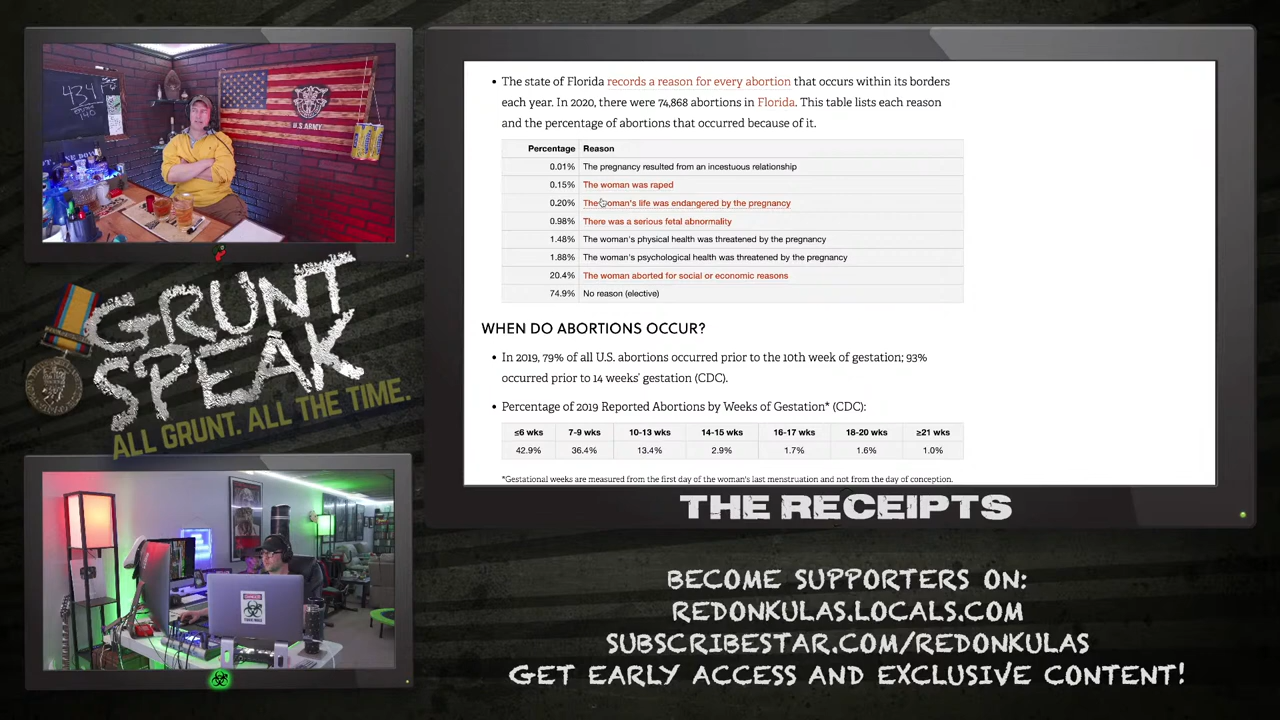 434
U.S. ARMY
GRUNT
SPEAK
ALL GRUNT. ALL THE TIME.
• The state of Florida records a reason for every abortion that occurs within its borders
each year. In 2020, there were 74,868 abortions in Florida. This table lists each reason
and the percentage of abortions that occurred because of it.
Percentage Reason
0.01% The pregnancy resulted from an incestuous relationship
0.15% The woman was raped
0.20% The woman's life was endangered by the pregnancy
0.98% There was a serious fetal abnormality
1.48% The woman's physical health was threatened by the pregnancy
1.88% The woman's psychological health was threatened by the pregnancy
20.4% The woman aborted for social or economic reasons
74.9% No reason (elective)
WHEN DO ABORTIONS OCCUR?
• In 2019, 79% of all U.S. abortions occurred prior to the 10th week of gestation; 93%
occurred prior to 14 weeks' gestation (CDC).
• Percentage of 2019 Reported Abortions by Weeks of Gestation* (CDC):
≤6 wks 7-9 wks 10-13 wks 14-15 wks 16-17 wks 18-20 wks ≥21 wks
42.9% 36.4% 13.4% 2.9% 1.7% 1.6% 1.0%
*Gestational weeks are measured from the first day of the woman's last menstruation and not from the day of conception.
THE RECEIPTS
BECOME SUPPORTERS ON:
REDONKULAS.LOCALS.COM
SUBSCRIBESTAR.COM/REDONKULAS
GET EARLY ACCESS AND EXCLUSIVE CONTENT!